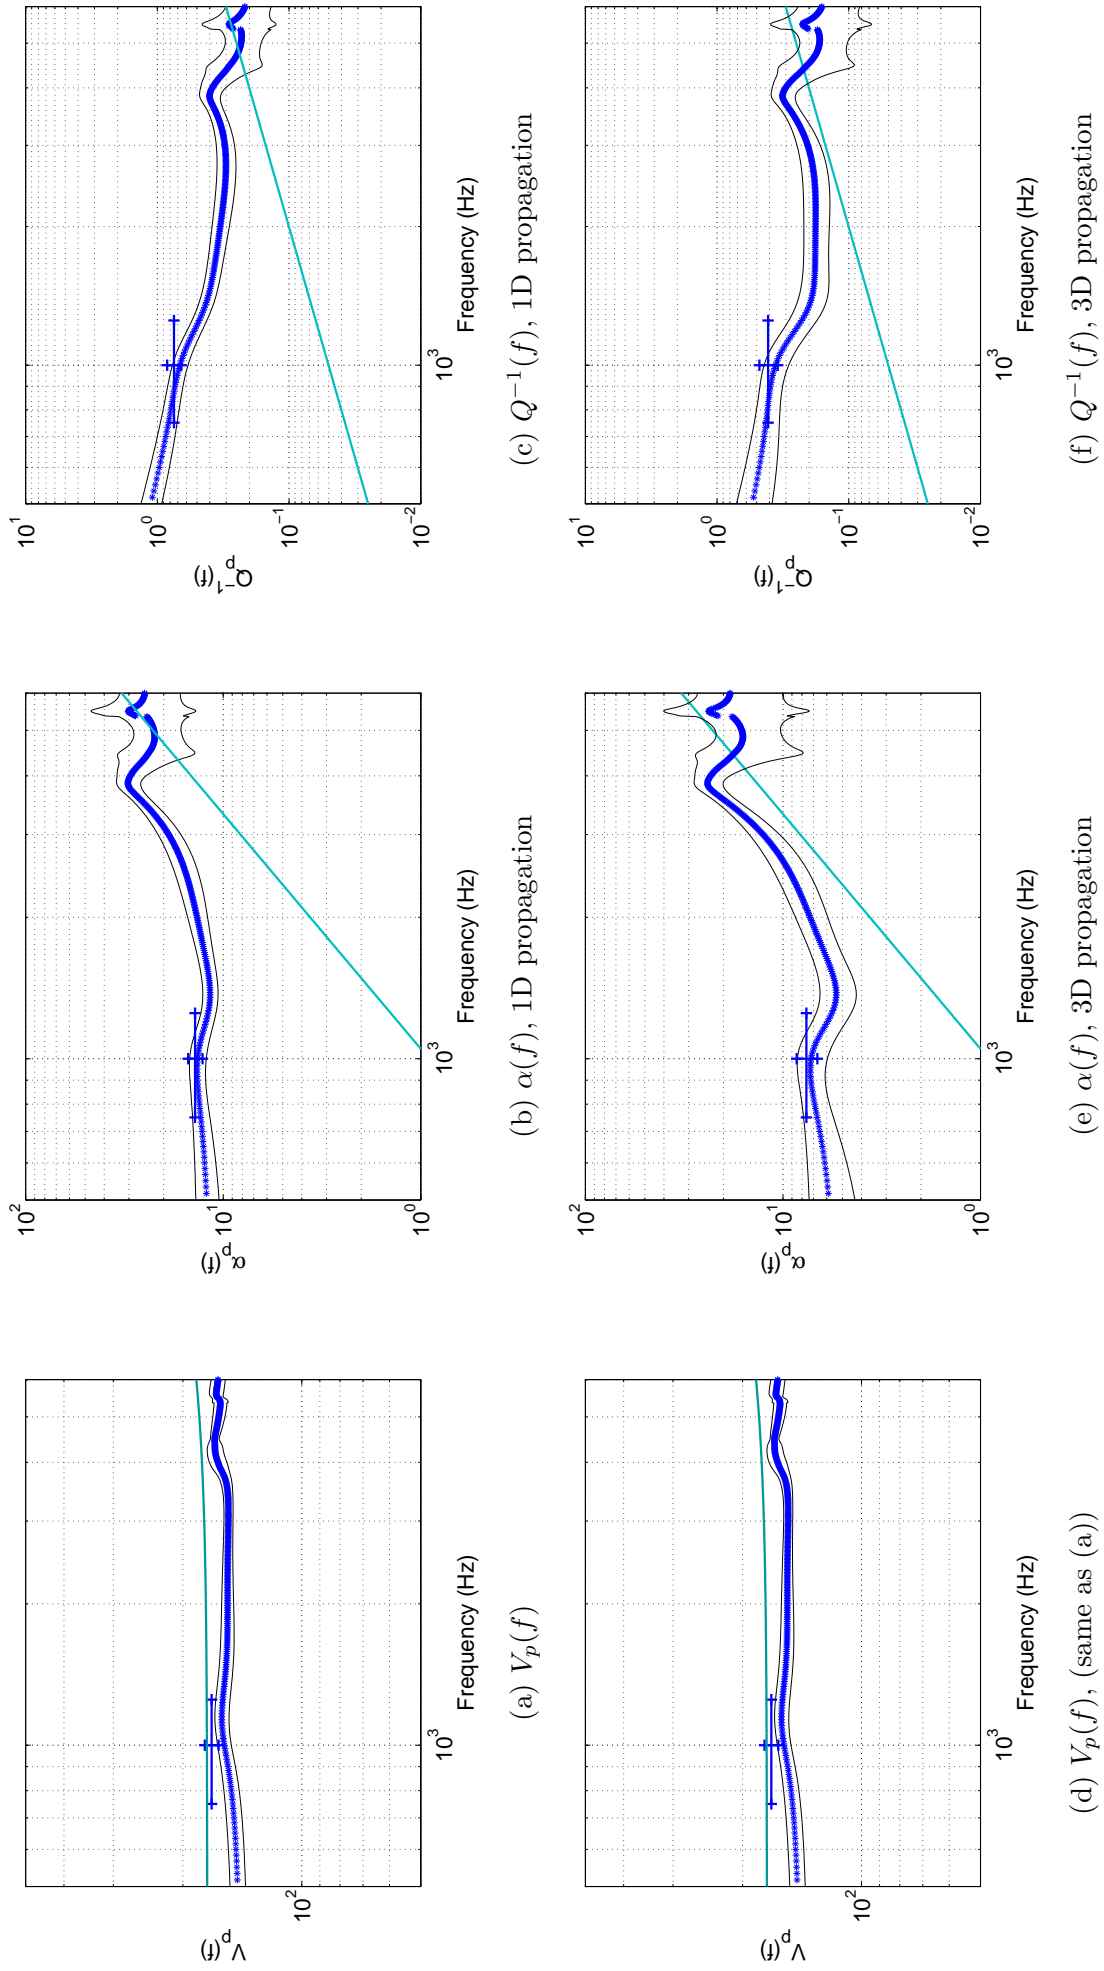 V_p(f)
10^2
10^3
Frequency (Hz)
(a) V_p(f)
α_p(f)
10^2
10^1
10^0
10^3
Frequency (Hz)
(b) α(f), 1D propagation
Q_p^−1(f)
10^1
10^0
10^−1
10^−2
10^3
Frequency (Hz)
(c) Q^−1(f), 1D propagation
V_p(f)
10^2
10^3
Frequency (Hz)
(d) V_p(f), (same as (a))
α_p(f)
10^2
10^1
10^0
10^3
Frequency (Hz)
(e) α(f), 3D propagation
Q_p^−1(f)
10^1
10^0
10^−1
10^−2
10^3
Frequency (Hz)
(f) Q^−1(f), 3D propagation